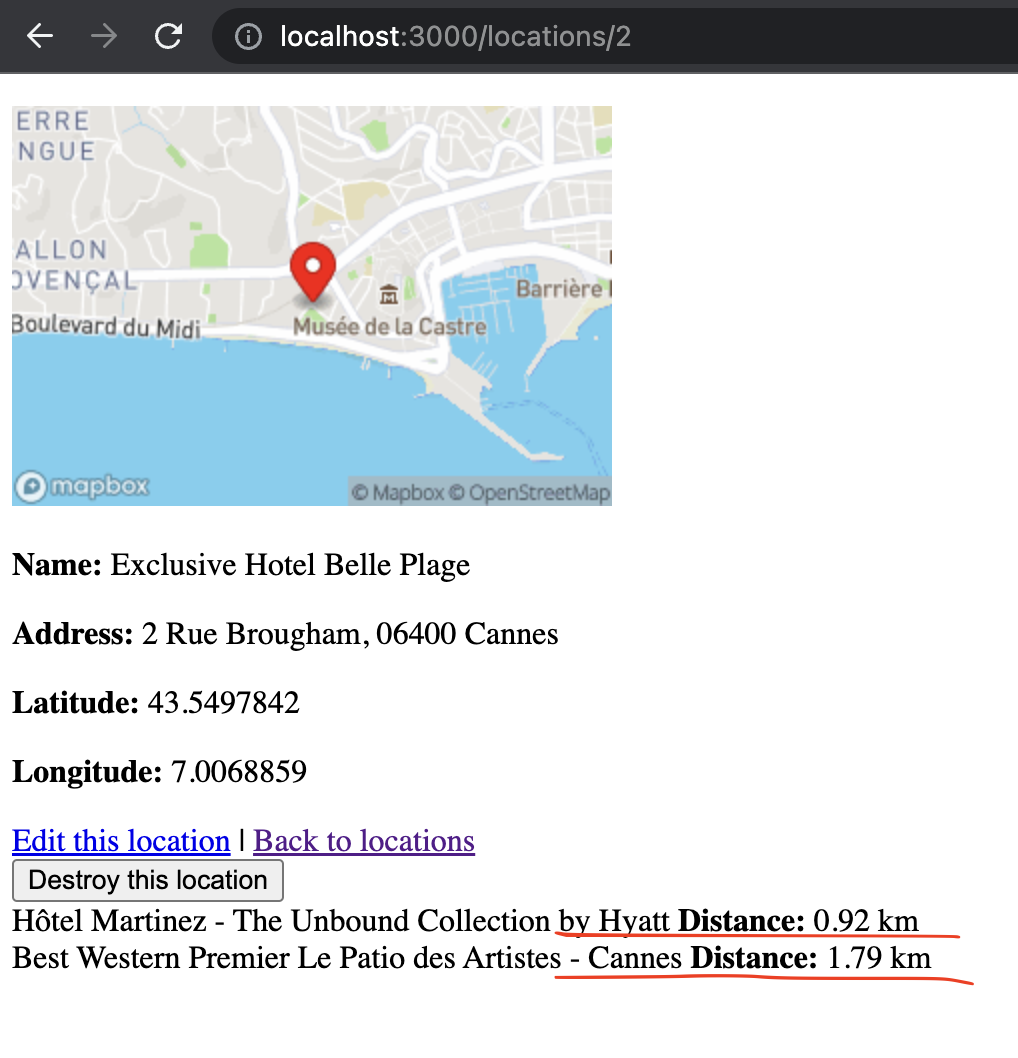 localhost:3000/locations/2
ERRE
NGUE
ALLON
OVENÇAL
Barrière
Boulevard du Midi
Musée de la Castre
mapbox
© Mapbox © OpenStreetMap
Name: Exclusive Hotel Belle Plage
Address: 2 Rue Brougham, 06400 Cannes
Latitude: 43.5497842
Longitude: 7.0068859
Edit this location | Back to locations
Destroy this location
Hôtel Martinez - The Unbound Collection by Hyatt Distance: 0.92 km
Best Western Premier Le Patio des Artistes - Cannes Distance: 1.79 km